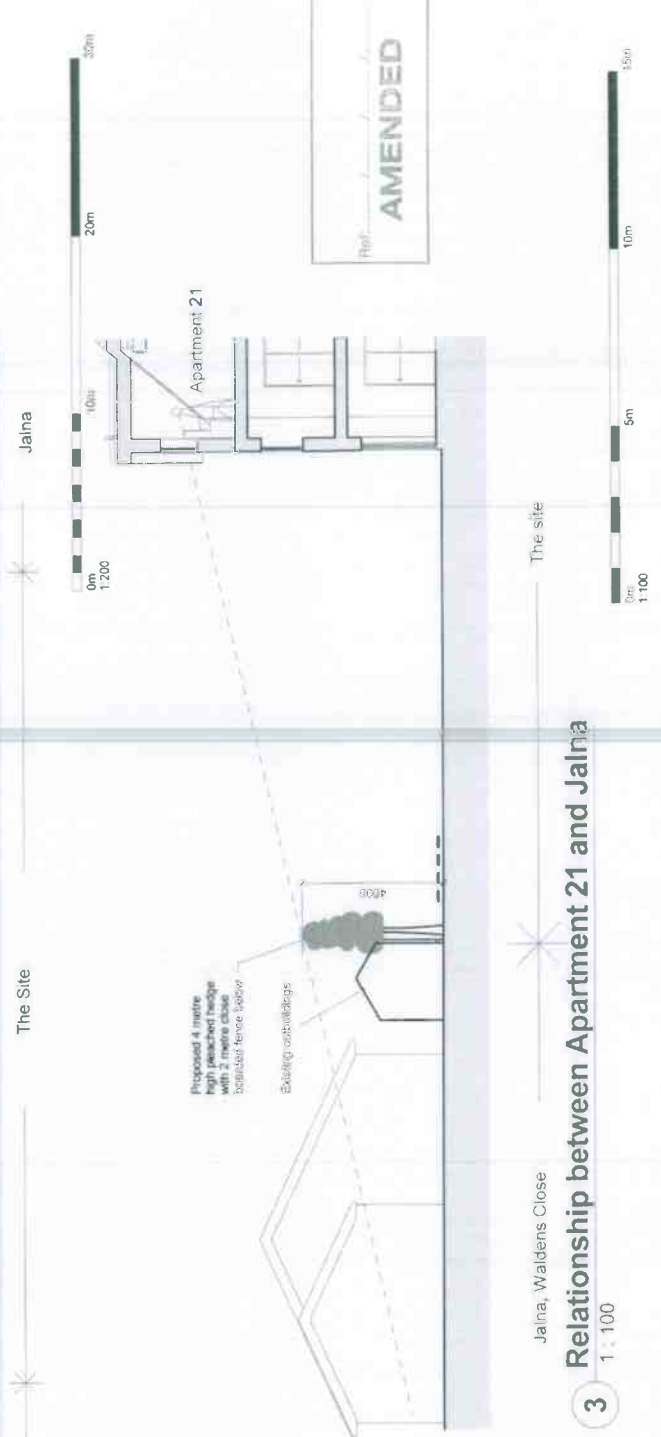 The Site
Jalna
0m
10m
20m
30m
1:200
Proposed 4 metre
high pleached hedge
with 2 metre close
boarded fence below
Existing outbuildings
4000
Apartment 21
Ref:
AMENDED
Jalna, Waldens Close
The site
3
Relationship between Apartment 21 and Jalna
1 : 100
0m
5m
10m
15m
1:100